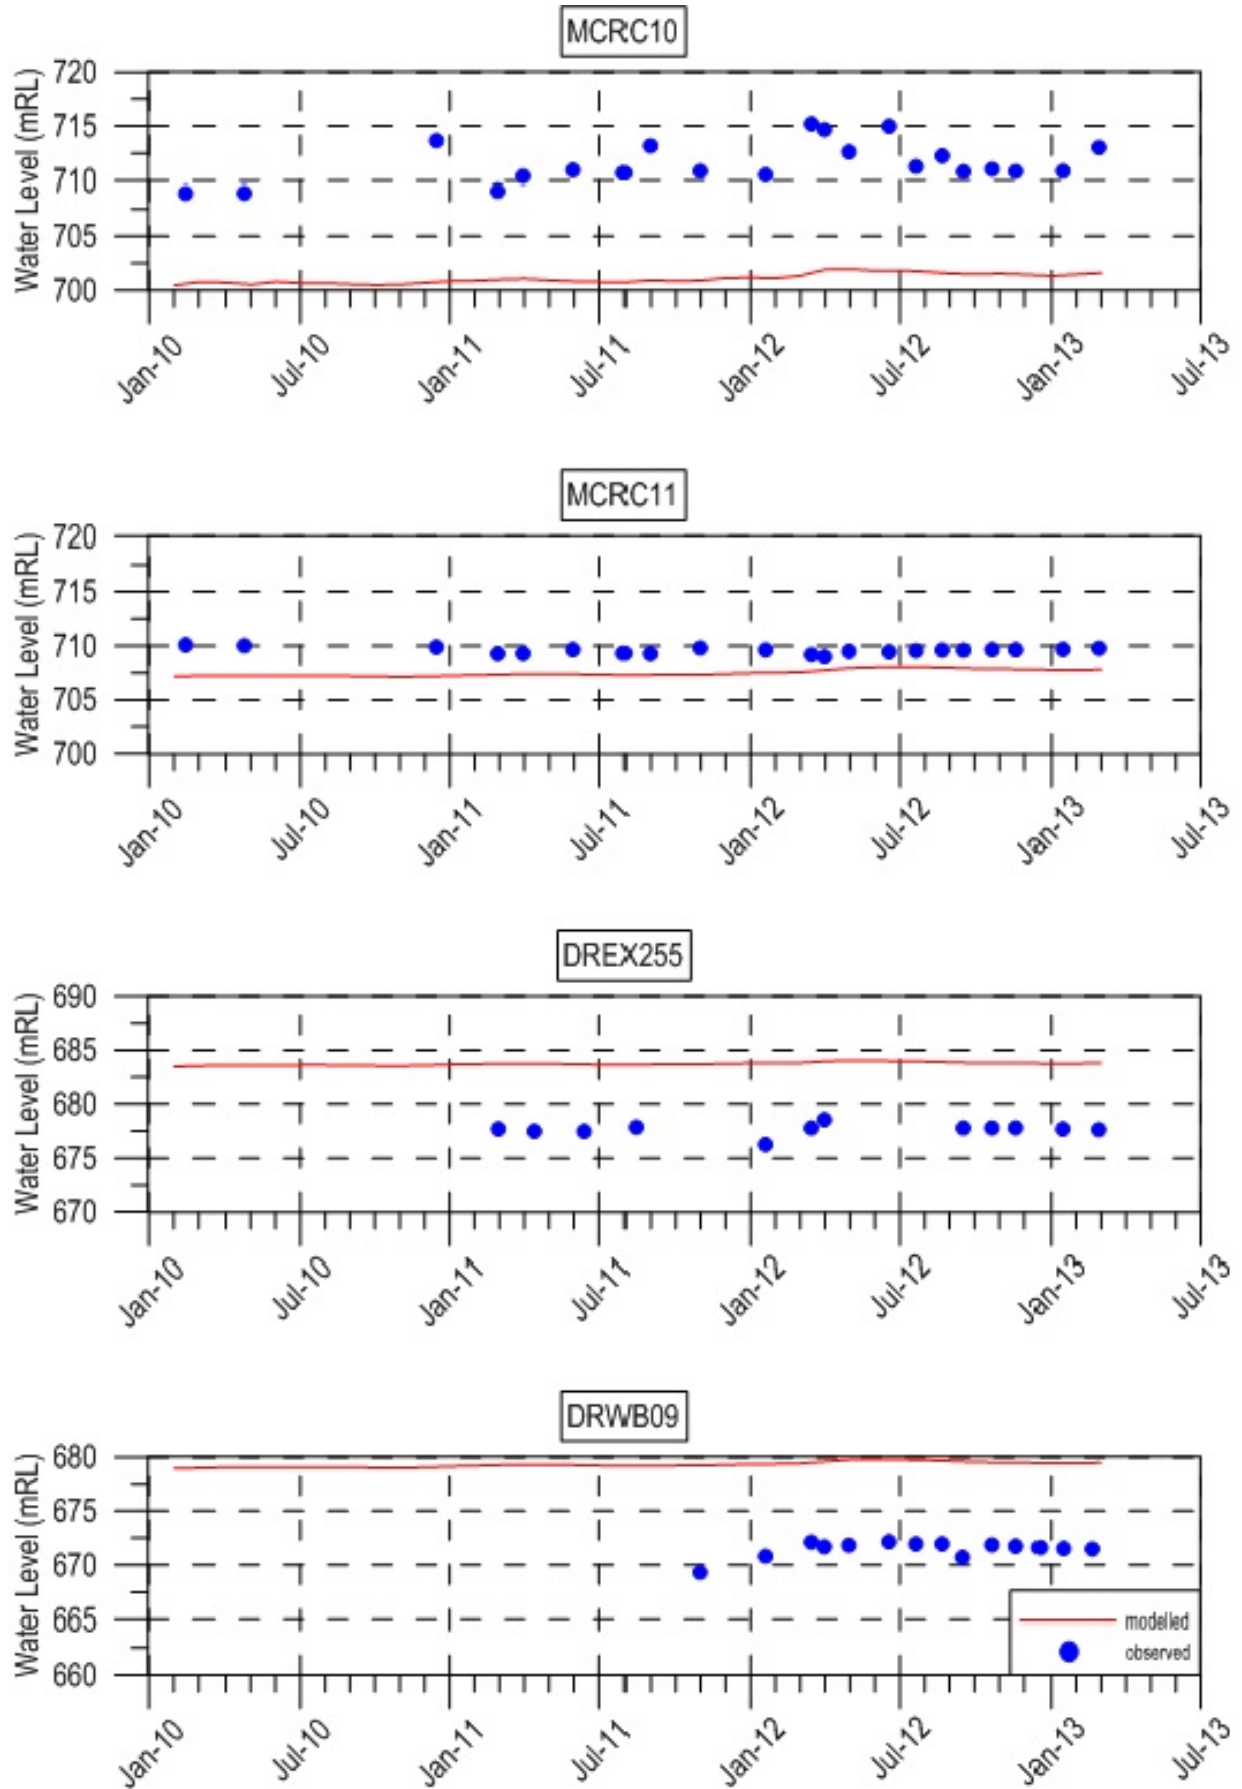 MCRC10
Water Level (mRL)
720
715
710
705
700
Jan-10
Jul-10
Jan-11
Jul-11
Jan-12
Jul-12
Jan-13
Jul-13
MCRC11
Water Level (mRL)
720
715
710
705
700
Jan-10
Jul-10
Jan-11
Jul-11
Jan-12
Jul-12
Jan-13
Jul-13
DREX255
Water Level (mRL)
690
685
680
675
670
Jan-10
Jul-10
Jan-11
Jul-11
Jan-12
Jul-12
Jan-13
Jul-13
DRWB09
Water Level (mRL)
680
675
670
665
660
modelled
observed
Jan-10
Jul-10
Jan-11
Jul-11
Jan-12
Jul-12
Jan-13
Jul-13